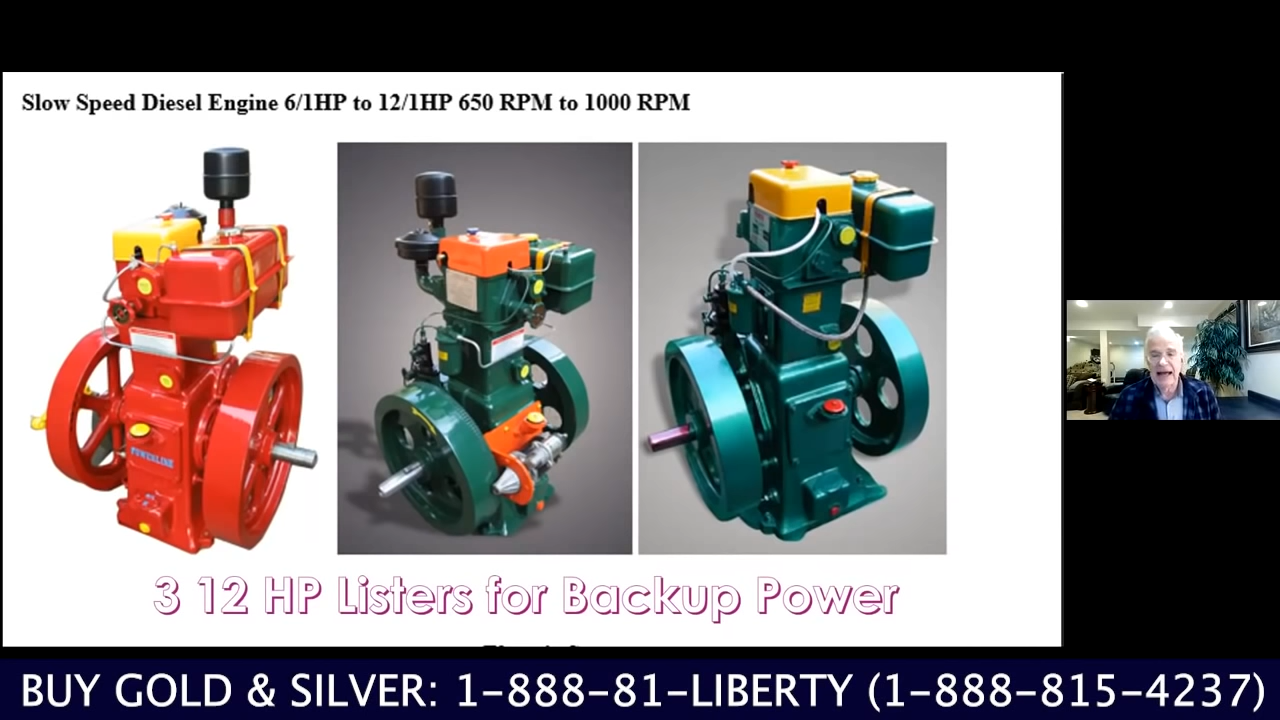 Slow Speed Diesel Engine 6/1HP to 12/1HP 650 RPM to 1000 RPM
POWERLINE
3 12 HP Listers for Backup Power
BUY GOLD & SILVER: 1-888-81-LIBERTY (1-888-815-4237)